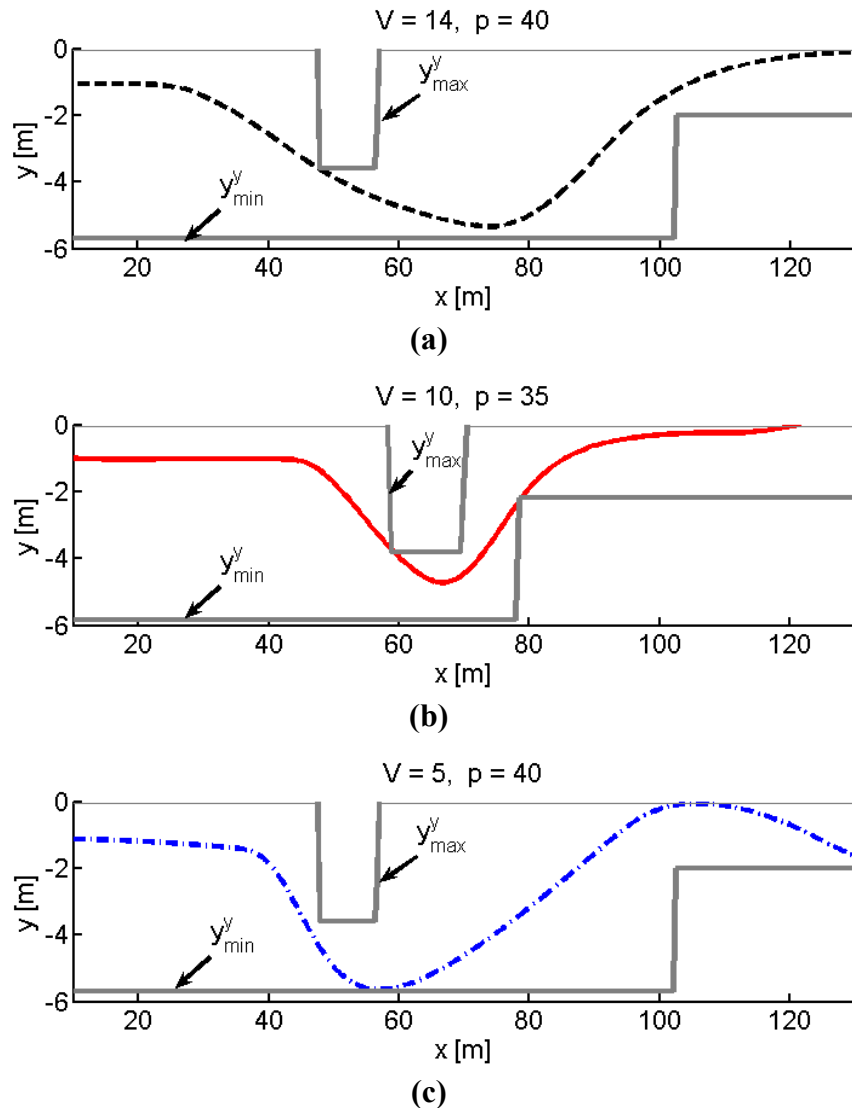 V = 14, p = 40
0
-2
-4
-6
y [m]
y^y_max
y^y_min
20 40 60 80 100 120
x [m]
(a)
V = 10, p = 35
0
-2
-4
-6
y [m]
y^y_max
y^y_min
20 40 60 80 100 120
x [m]
(b)
V = 5, p = 40
0
-2
-4
-6
y [m]
y^y_max
y^y_min
20 40 60 80 100 120
x [m]
(c)